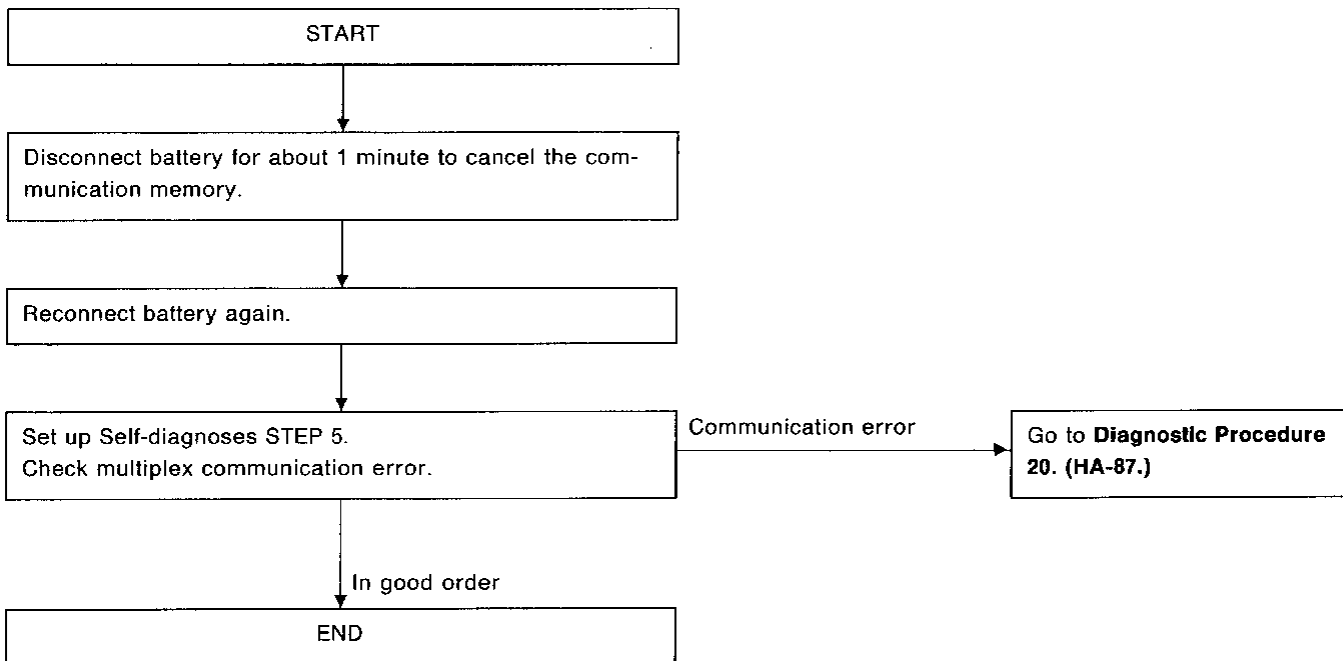 START
Disconnect battery for about 1 minute to cancel the com-
munication memory.
Reconnect battery again.
Set up Self-diagnoses STEP 5.
Check multiplex communication error.
Communication error
Go to Diagnostic Procedure
20. (HA-87.)
In good order
END